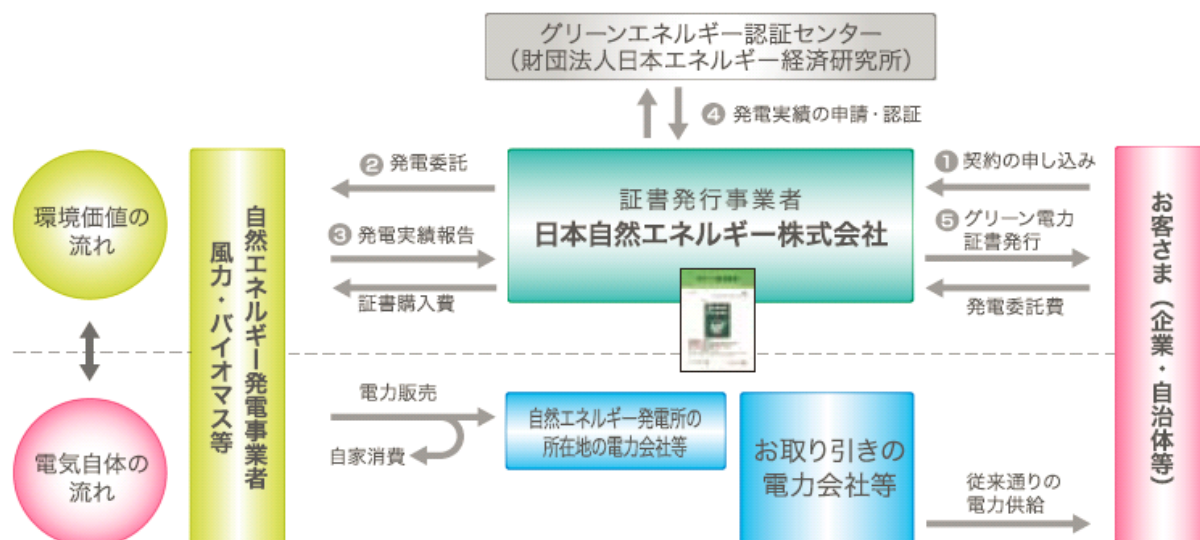 グリーンエネルギー認証センター
（財団法人日本エネルギー経済研究所）
④ 発電実績の申請・認証
環境価値の
流れ
自然エネルギー発電事業者
風力・バイオマス等
② 発電委託
③ 発電実績報告
証書購入費
証書発行事業者
日本自然エネルギー株式会社
① 契約の申し込み
⑤ グリーン電力
証書発行
発電委託費
お客さま（企業・自治体等）
電気自体の
流れ
電力販売
自家消費
自然エネルギー発電所の
所在地の電力会社等
お取り引きの
電力会社等
従来通りの
電力供給